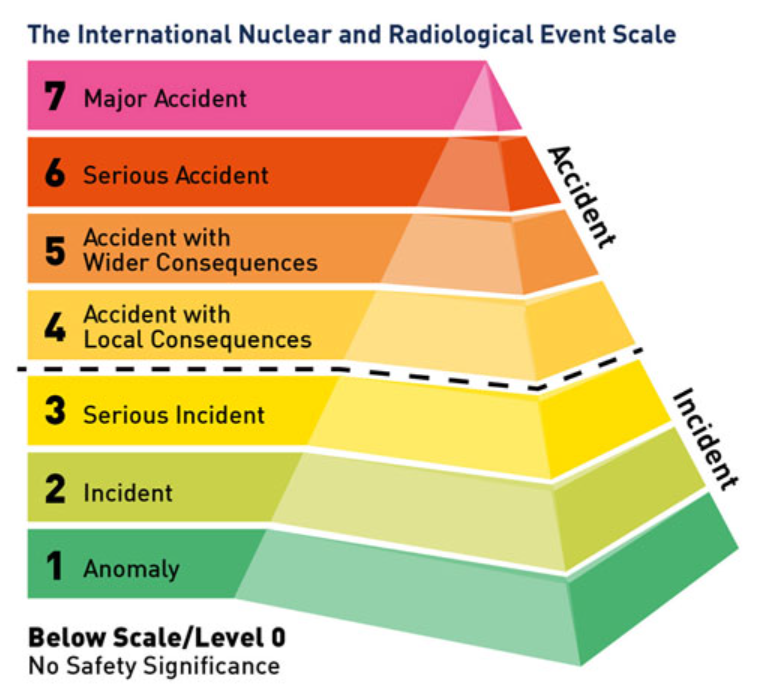 The International Nuclear and Radiological Event Scale
7 Major Accident
6 Serious Accident
5 Accident with
Wider Consequences
4 Accident with
Local Consequences
3 Serious Incident
2 Incident
1 Anomaly
Accident
Incident
Below Scale/Level 0
No Safety Significance